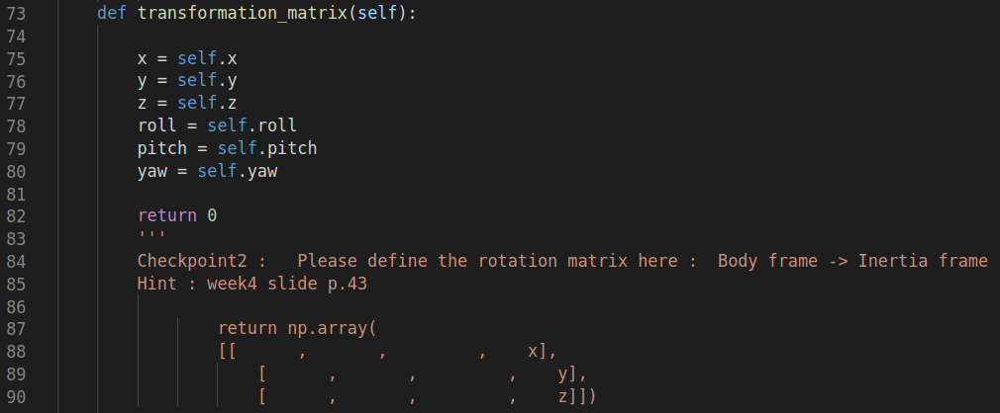 73 def transformation_matrix(self):
74
75 x = self.x
76 y = self.y
77 z = self.z
78 roll = self.roll
79 pitch = self.pitch
80 yaw = self.yaw
81
82 return 0
83 '''
84 Checkpoint2 :   Please define the rotation matrix here :  Body frame -> Inertia frame
85 Hint : week4 slide p.43
86
87 return np.array(
88 [[      ,       ,         ,    x],
89 [      ,       ,         ,    y],
90 [      ,       ,         ,    z]])